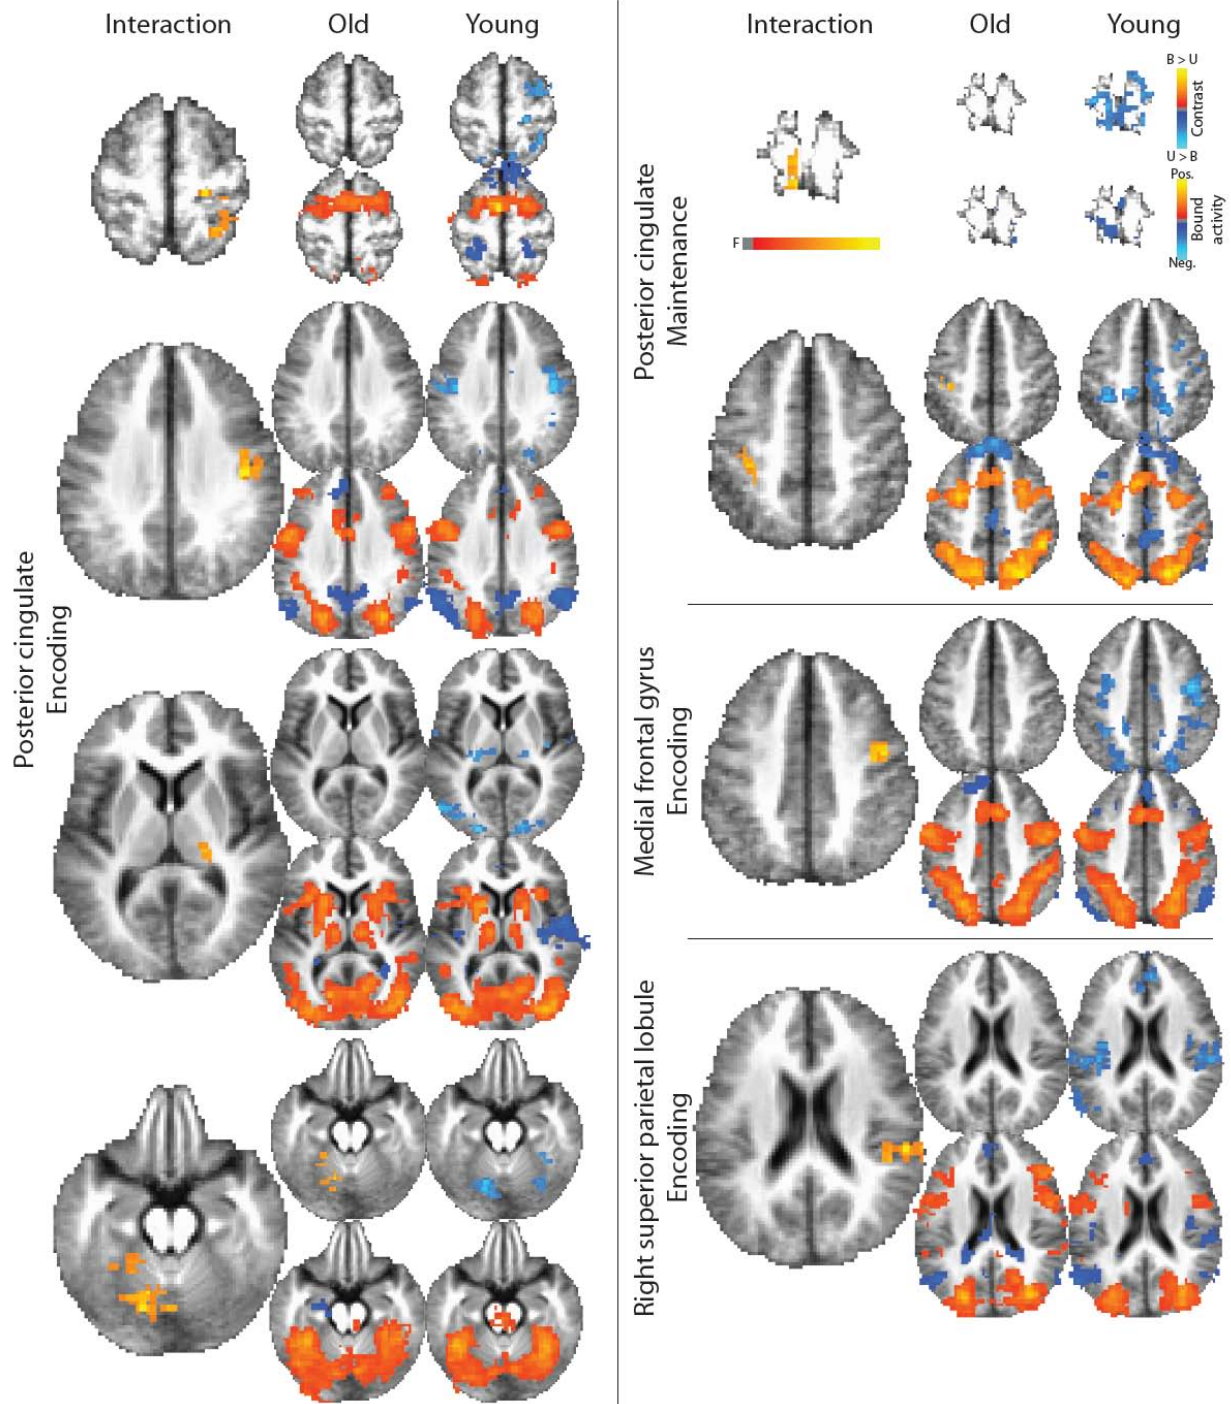 Interaction Old Young
Posterior cingulate
Encoding
Interaction Old Young
Posterior cingulate
Maintenance
B > U
Contrast
U > B
Pos.
Bound
activity
Neg.
F
Medial frontal gyrus
Encoding
Right superior parietal lobule
Encoding